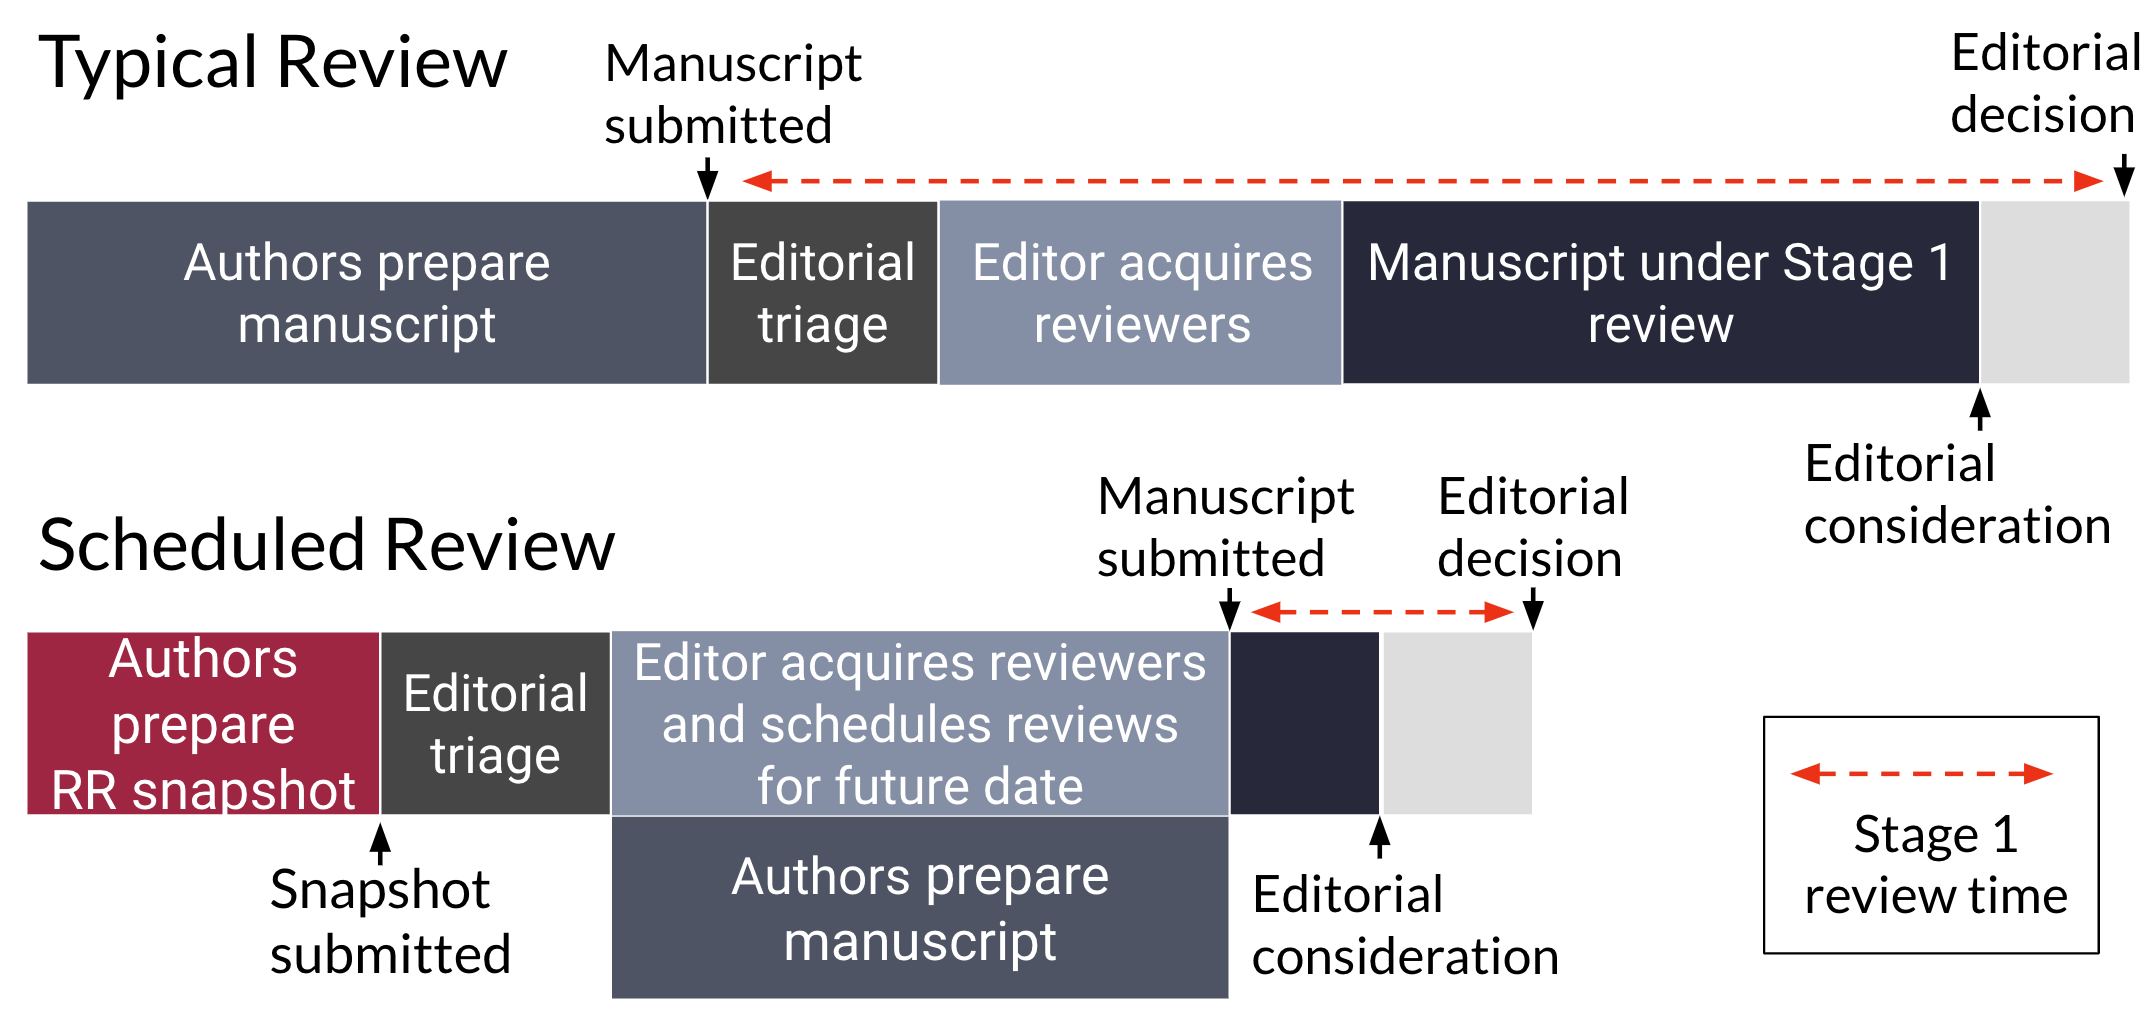 Typical Review
Manuscript
submitted
Editorial
decision
Authors prepare
manuscript
Editorial
triage
Editor acquires
reviewers
Manuscript under Stage 1
review
Editorial
consideration
Scheduled Review
Manuscript
submitted
Editorial
decision
Authors
prepare
RR snapshot
Editorial
triage
Editor acquires reviewers
and schedules reviews
for future date
Authors prepare
manuscript
Snapshot
submitted
Editorial
consideration
Stage 1
review time